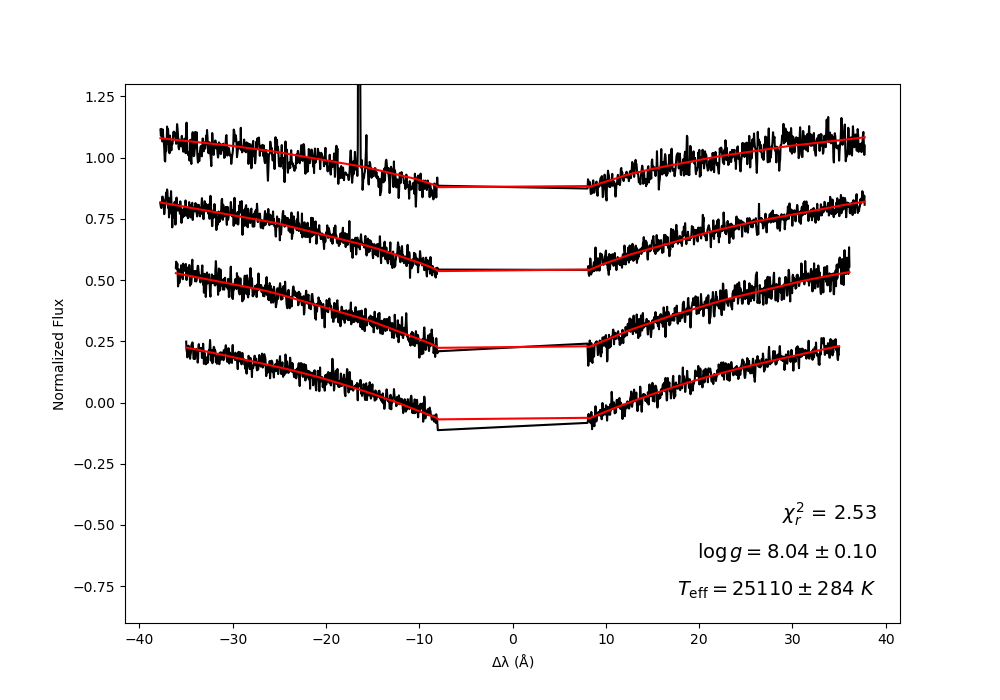 Normalized Flux
1.25
1.00
0.75
0.50
0.25
0.00
−0.25
−0.50
−0.75
χ²ᵣ = 2.53
log g = 8.04 ± 0.10
T_eff = 25110 ± 284 K
−40 −30 −20 −10 0 10 20 30 40
Δλ (Å)